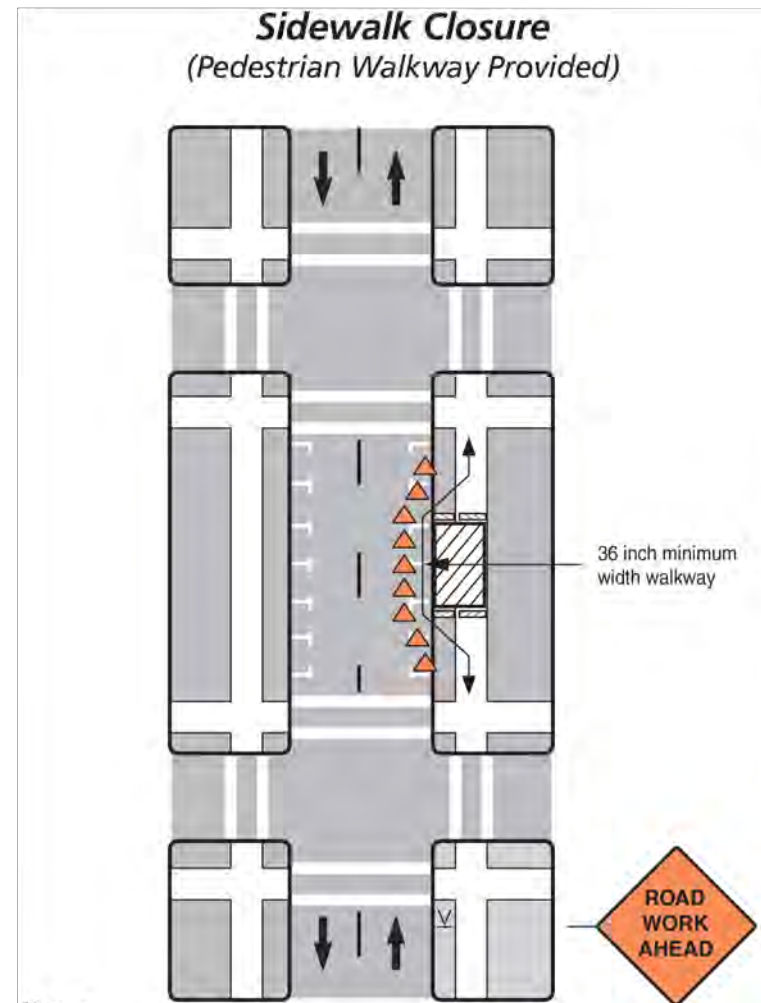 Sidewalk Closure
(Pedestrian Walkway Provided)
36 inch minimum
width walkway
ROAD
WORK
AHEAD